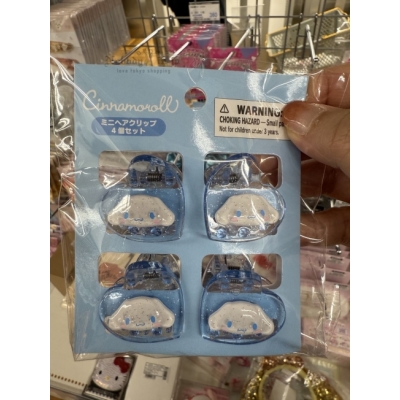 Cinnamoroll
ミニヘアクリップ
4個セット
WARNING
CHOKING HAZARD — Small pa
Not for children under 3 years.